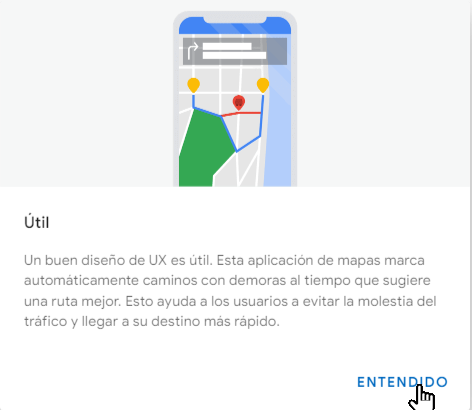 Útil
Un buen diseño de UX es útil. Esta aplicación de mapas marca
automáticamente caminos con demoras al tiempo que sugiere
una ruta mejor. Esto ayuda a los usuarios a evitar la molestia del
tráfico y llegar a su destino más rápido.
ENTENDIDO